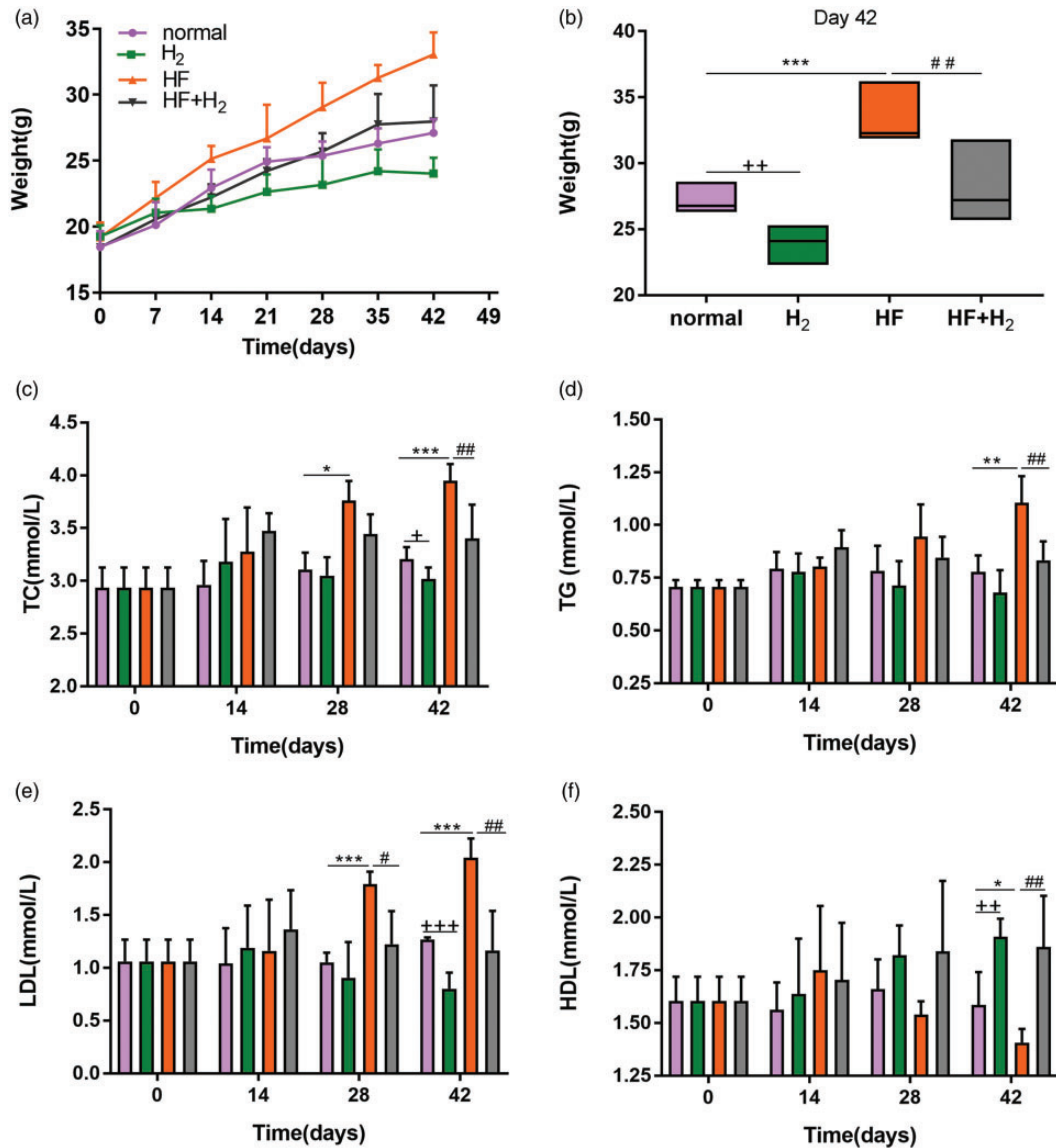 (a)
normal
H₂
HF
HF+H₂
Weight(g)
35
30
25
20
15
0 7 14 21 28 35 42 49
Time(days)
(b)
Day 42
Weight(g)
40
35
30
25
20
*** # #
++
normal H₂ HF HF+H₂
(c)
TC(mmol/L)
4.5
4.0
3.5
3.0
2.5
2.0
* *** ##
+
0 14 28 42
Time(days)
(d)
TG (mmol/L)
1.50
1.25
1.00
0.75
0.50
0.25
** ##
0 14 28 42
Time(days)
(e)
LDL(mmol/L)
2.5
2.0
1.5
1.0
0.5
0.0
*** # *** ##
+++
0 14 28 42
Time(days)
(f)
HDL(mmol/L)
2.50
2.25
2.00
1.75
1.50
1.25
* ##
++
0 14 28 42
Time(days)